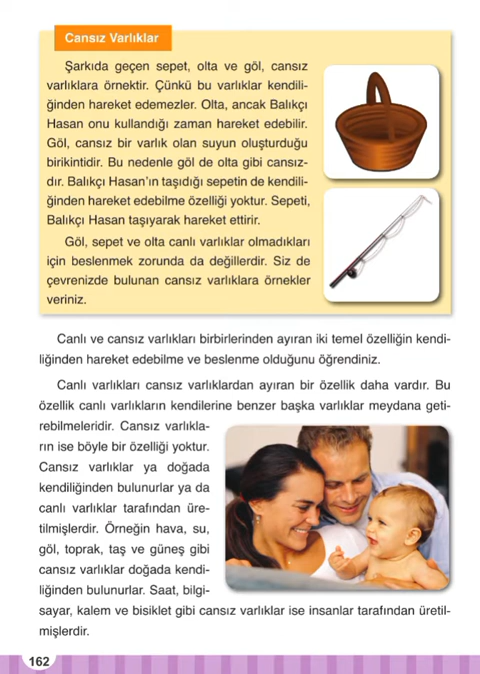 Cansız Varlıklar
Şarkıda geçen sepet, olta ve göl, cansız
varlıklara örnektir. Çünkü bu varlıklar kendili-
ğinden hareket edemezler. Olta, ancak Balıkçı
Hasan onu kullandığı zaman hareket edebilir.
Göl, cansız bir varlık olan suyun oluşturduğu
birikintidir. Bu nedenle göl de olta gibi cansız-
dır. Balıkçı Hasan'ın taşıdığı sepetin de kendili-
ğinden hareket edebilme özelliği yoktur. Sepeti,
Balıkçı Hasan taşıyarak hareket ettirir.
Göl, sepet ve olta canlı varlıklar olmadıkları
için beslenmek zorunda da değillerdir. Siz de
çevrenizde bulunan cansız varlıklara örnekler
veriniz.
Canlı ve cansız varlıkları birbirlerinden ayıran iki temel özelliğin kendi-
liğinden hareket edebilme ve beslenme olduğunu öğrendiniz.
Canlı varlıkları cansız varlıklardan ayıran bir özellik daha vardır. Bu
özellik canlı varlıkların kendilerine benzer başka varlıklar meydana geti-
rebilmeleridir. Cansız varlıkla-
rın ise böyle bir özelliği yoktur.
Cansız varlıklar ya doğada
kendiliğinden bulunurlar ya da
canlı varlıklar tarafından üre-
tilmişlerdir. Örneğin hava, su,
göl, toprak, taş ve güneş gibi
cansız varlıklar doğada kendi-
liğinden bulunurlar. Saat, bilgi-
sayar, kalem ve bisiklet gibi cansız varlıklar ise insanlar tarafından üretil-
mişlerdir.
162